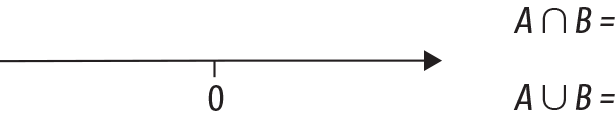 A ∩ B =
0
A ∪ B =